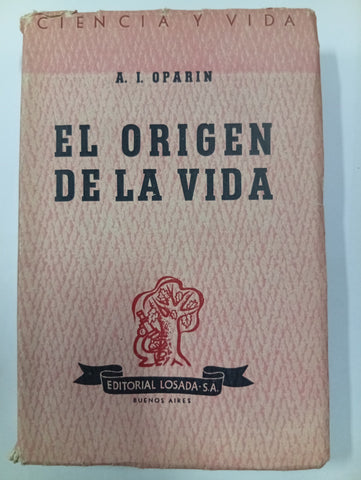 CIENCIA Y VIDA
A. I. OPARIN
EL ORIGEN
DE LA VIDA
EDITORIAL LOSADA·S.A.
BUENOS AIRES